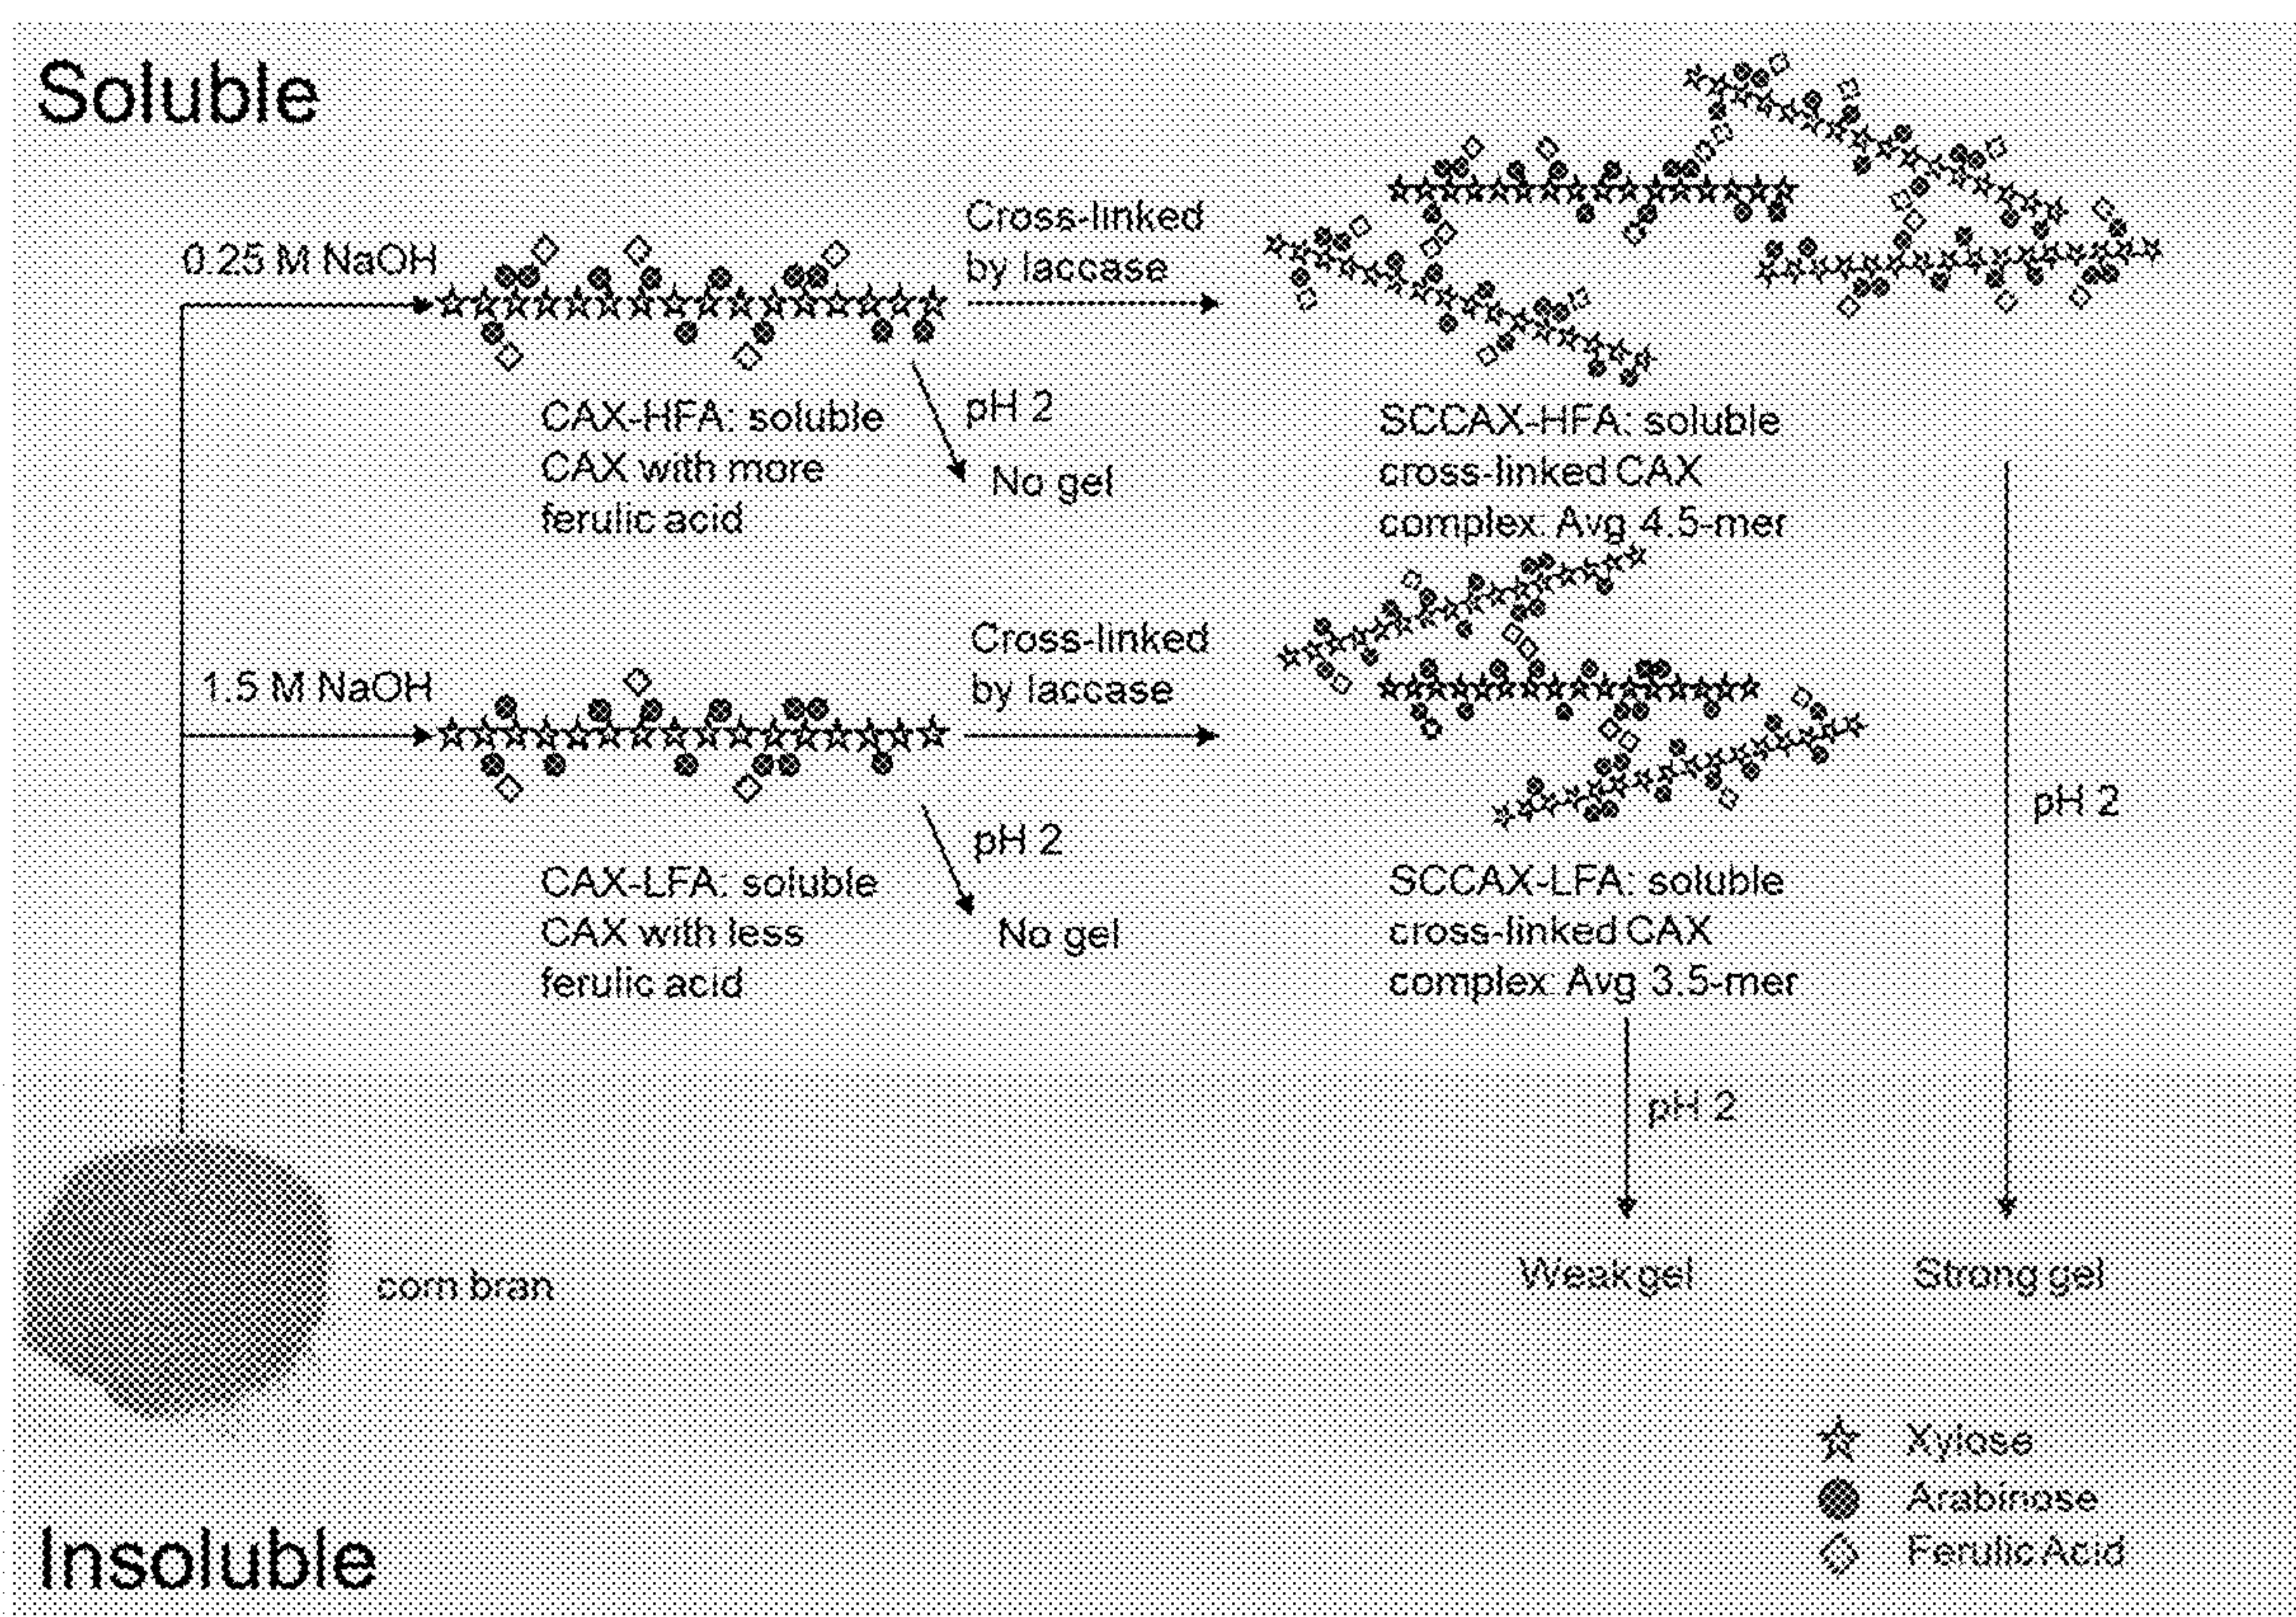 Soluble
0.25 M NaOH
Cross-linked
by laccase
CAX-HFA: soluble
CAX with more
ferulic acid
pH 2
No gel
SCCAX-HFA: soluble
cross-linked CAX
complex: Avg 4.5-mer
1.5 M NaOH
Cross-linked
by laccase
CAX-LFA: soluble
CAX with less
ferulic acid
pH 2
No gel
SCCAX-LFA: soluble
cross-linked CAX
complex: Avg 3.5-mer
pH 2
pH 2
Weak gel
Strong gel
corn bran
Xylose
Arabinose
Ferulic Acid
Insoluble